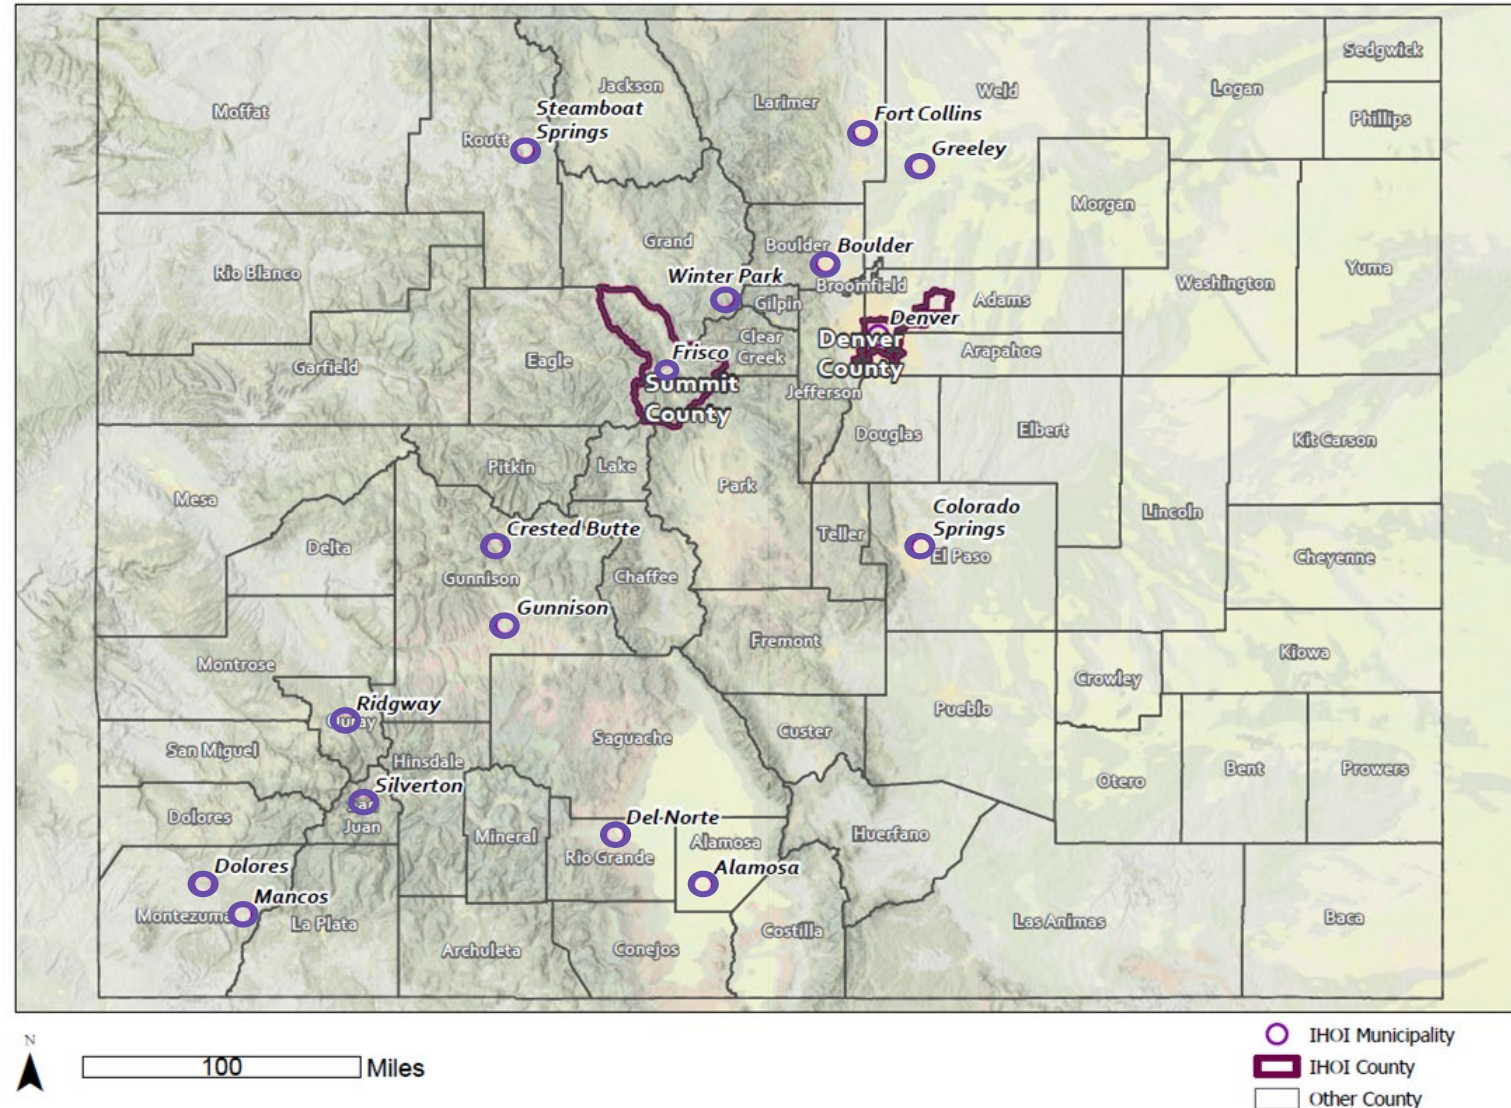 Sedgwick
Jackson
Logan
Weld
Larimer
Moffat
Steamboat
Springs
Fort Collins
Phillips
Routt
Greeley
Morgan
Grand
Boulder
Boulder
Rio Blanco
Yuma
Winter Park
Broomfield
Washington
Gilpin
Adams
Denver
Clear
Creek
Denver
County
Arapahoe
Frisco
Eagle
Garfield
Summit
County
Jefferson
Douglas
Elbert
Kit Carson
Pitkin
Lake
Park
Mesa
Colorado
Springs
Lincoln
Crested Butte
Teller
Delta
El Paso
Cheyenne
Gunnison
Chaffee
Gunnison
Fremont
Kiowa
Montrose
Crowley
Ridgway
Ouray
Pueblo
Custer
Saguache
San Miguel
Hinsdale
Bent
Prowers
Otero
Silverton
San
Juan
Dolores
Del Norte
Mineral
Huerfano
Alamosa
Rio Grande
Dolores
Alamosa
Mancos
Montezuma
La Plata
Baca
Las Animas
Costilla
Archuleta
Conejos
N
100 Miles
IHOI Municipality
IHOI County
Other County